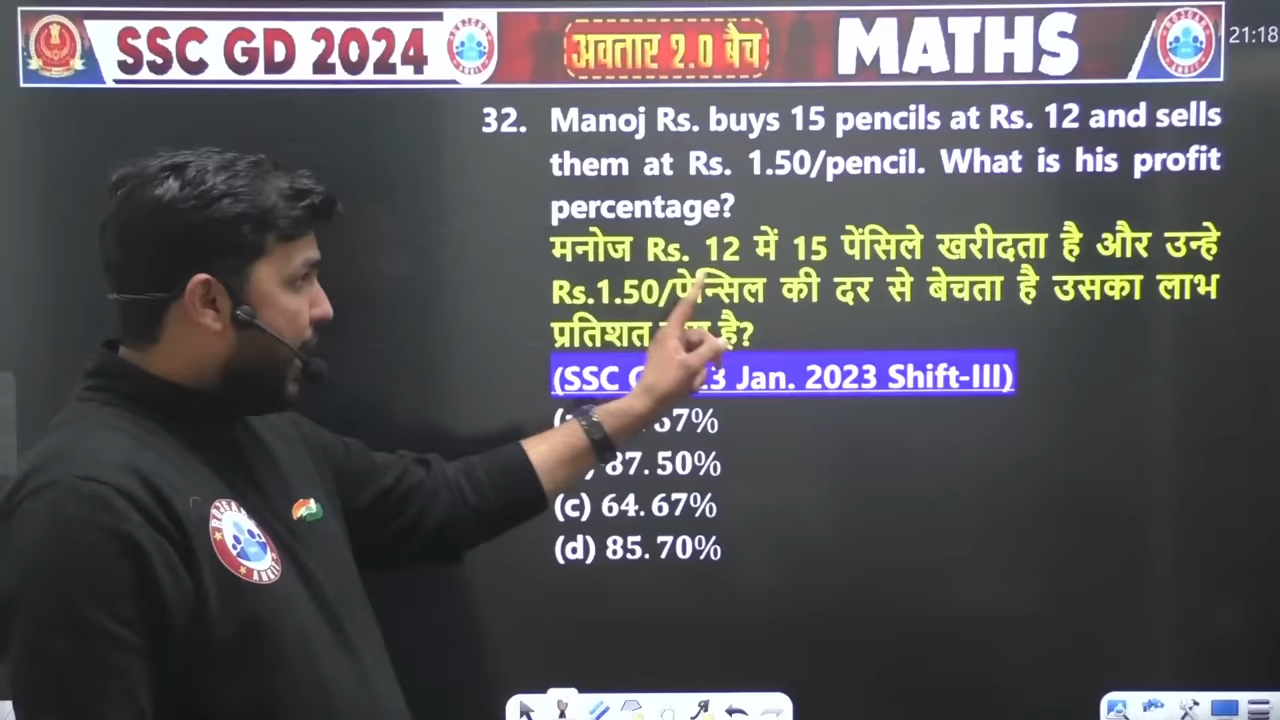 SSC GD 2024
अवतार २.0 बैच
MATHS
21:18
32. Manoj Rs. buys 15 pencils at Rs. 12 and sells
them at Rs. 1.50/pencil. What is his profit
percentage?
मनोज Rs. 12 में 15 पेंसिले खरीदता है और उन्हे
Rs.1.50/पेन्सिल की दर से बेचता है उसका लाभ
प्रतिशत है?
(SSC Jan. 2023 Shift-III)
67%
87.50%
(c) 64.67%
(d) 85.70%
ANKIT